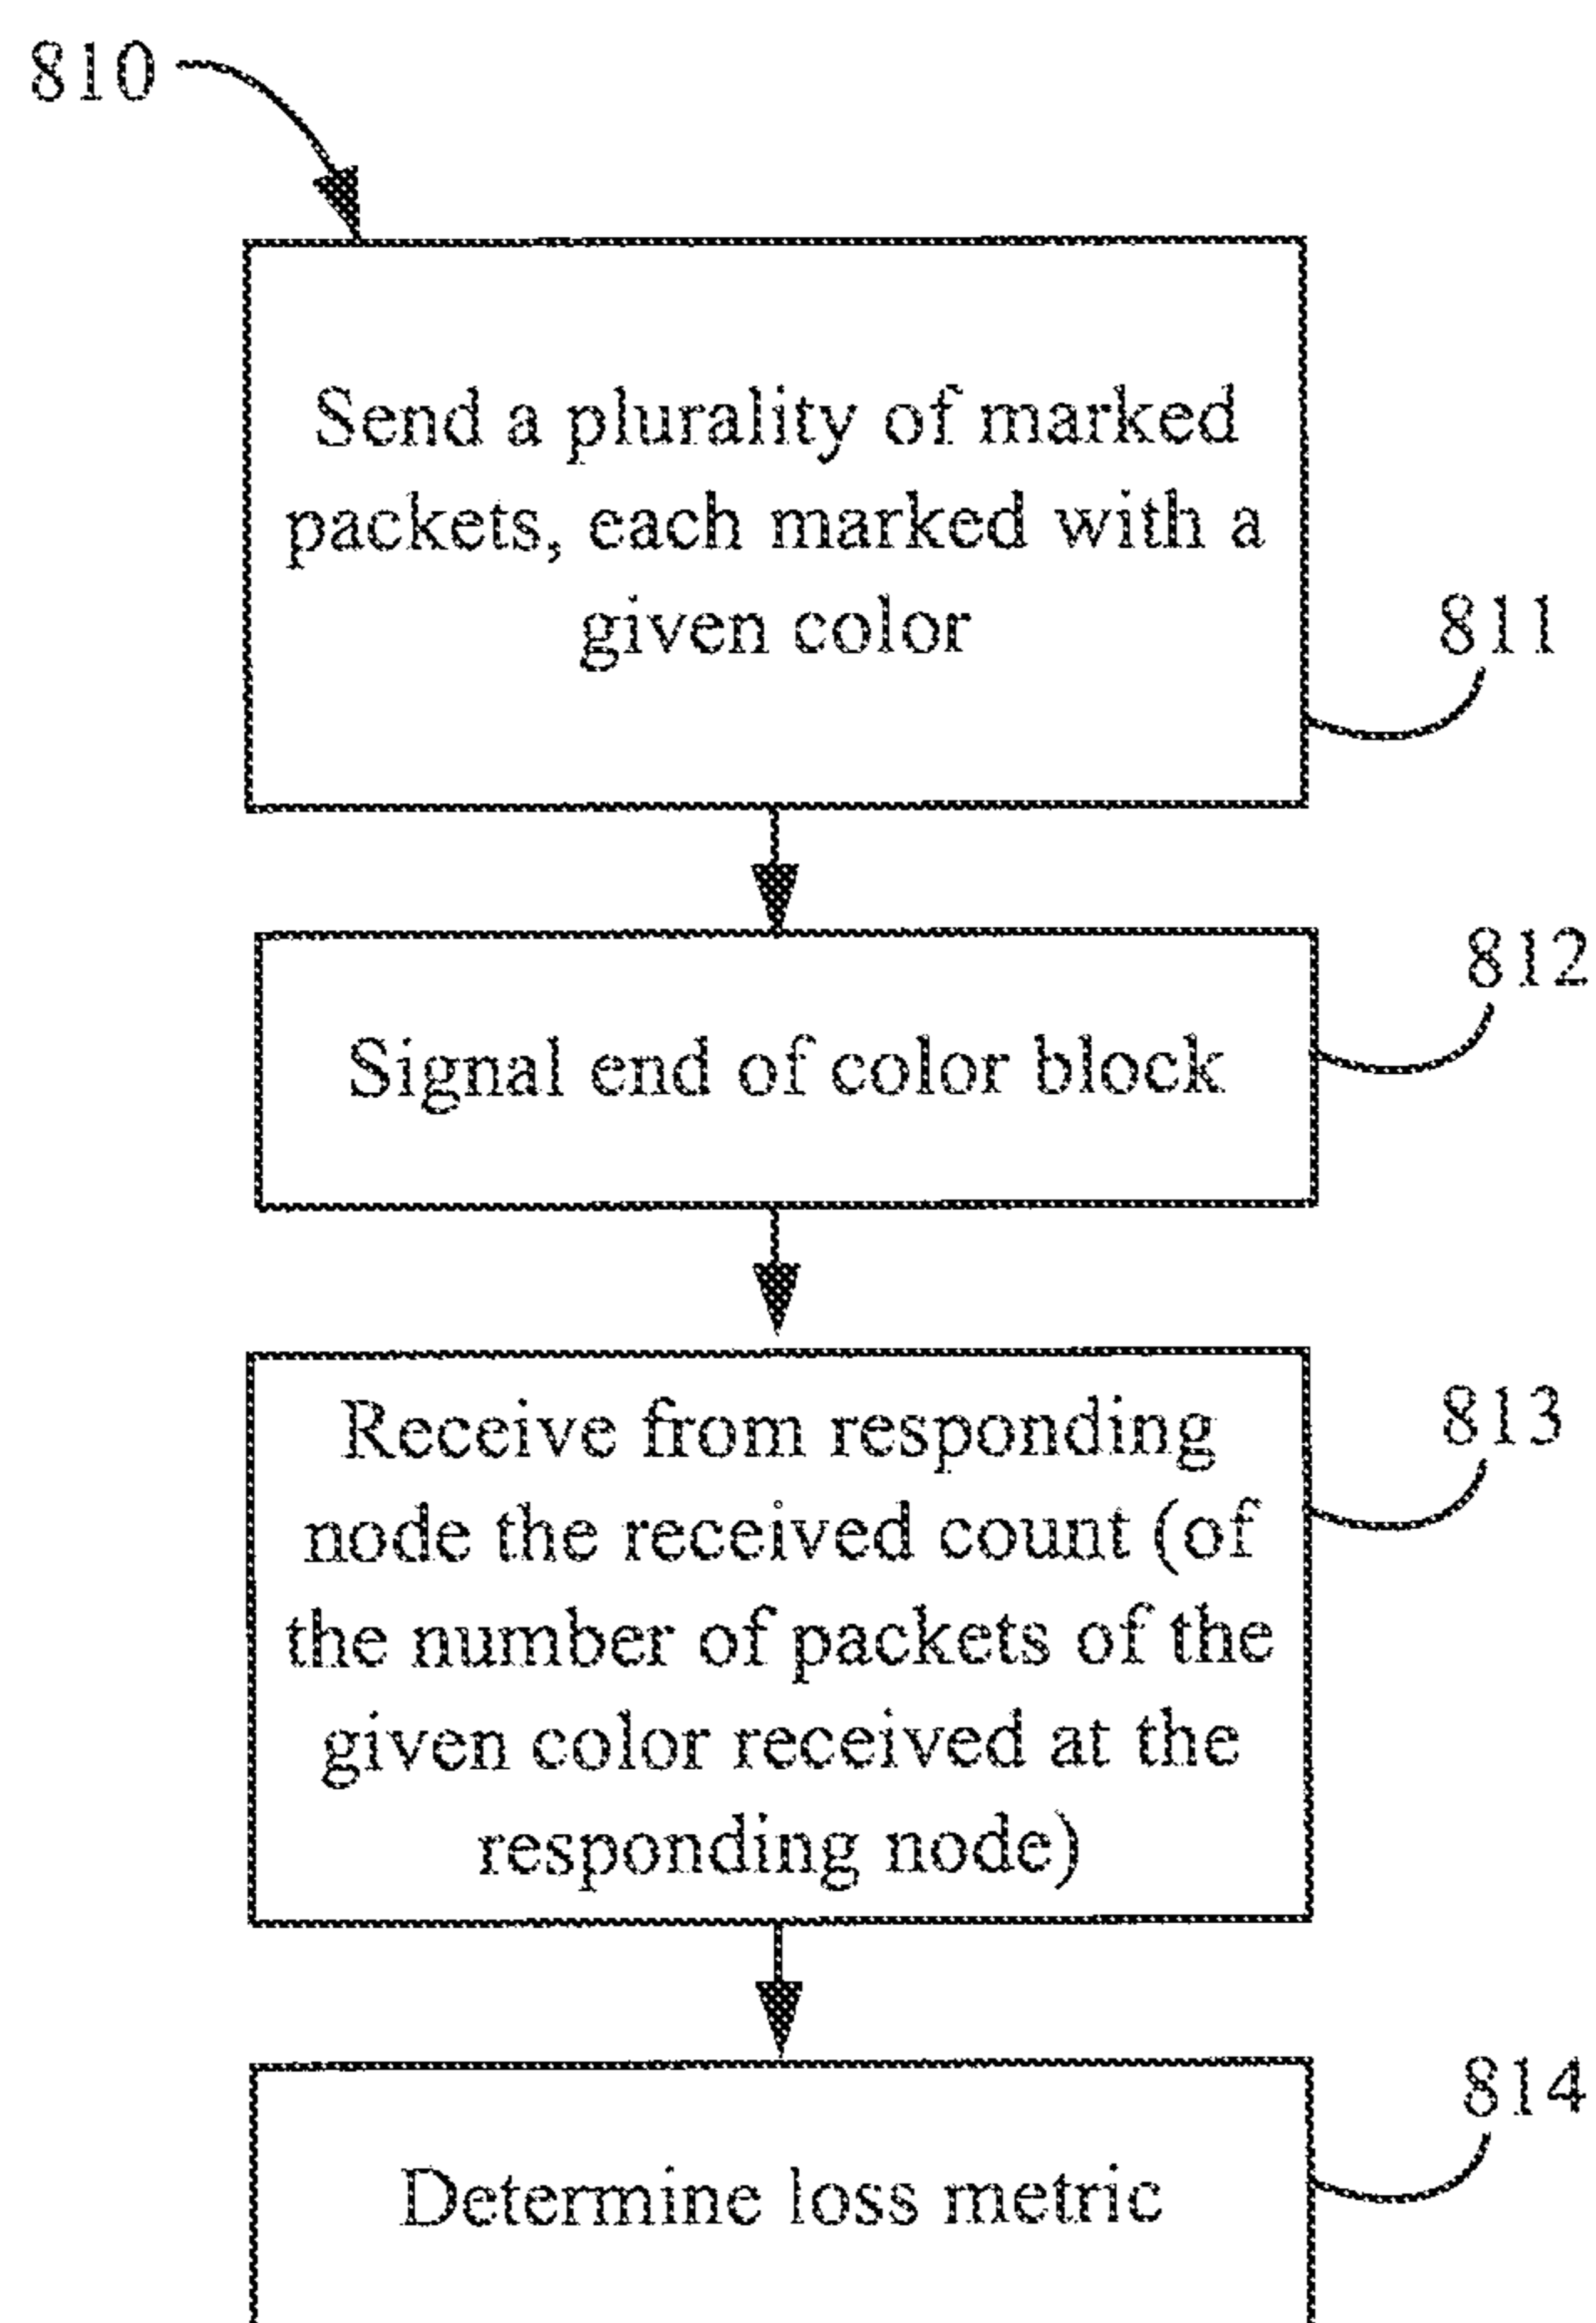 810
Send a plurality of marked
packets, each marked with a
given color
811
812
Signal end of color block
813
Receive from responding
node the received count (of
the number of packets of the
given color received at the
responding node)
814
Determine loss metric